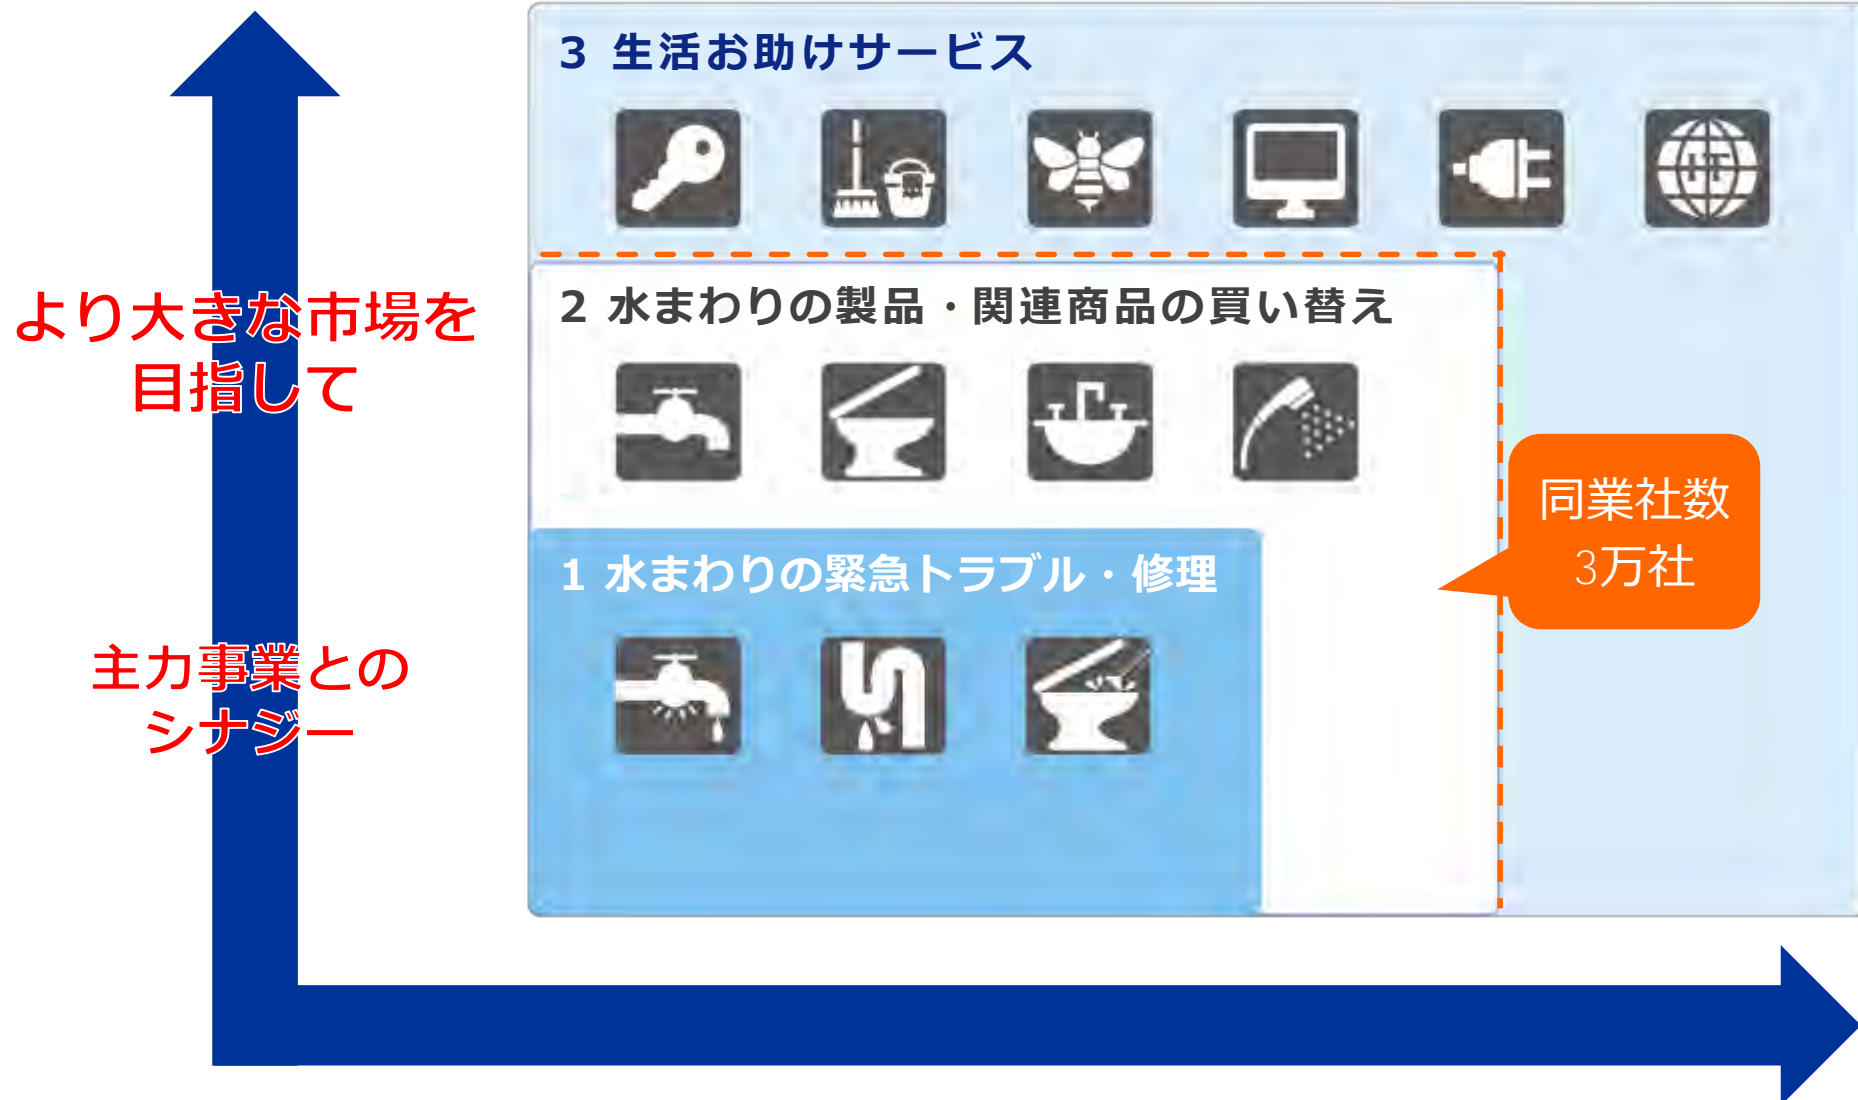 3 生活お助けサービス
IT
2 水まわりの製品・関連商品の買い替え
より大きな市場を
目指して
同業社数
3万社
1 水まわりの緊急トラブル・修理
主力事業との
シナジー